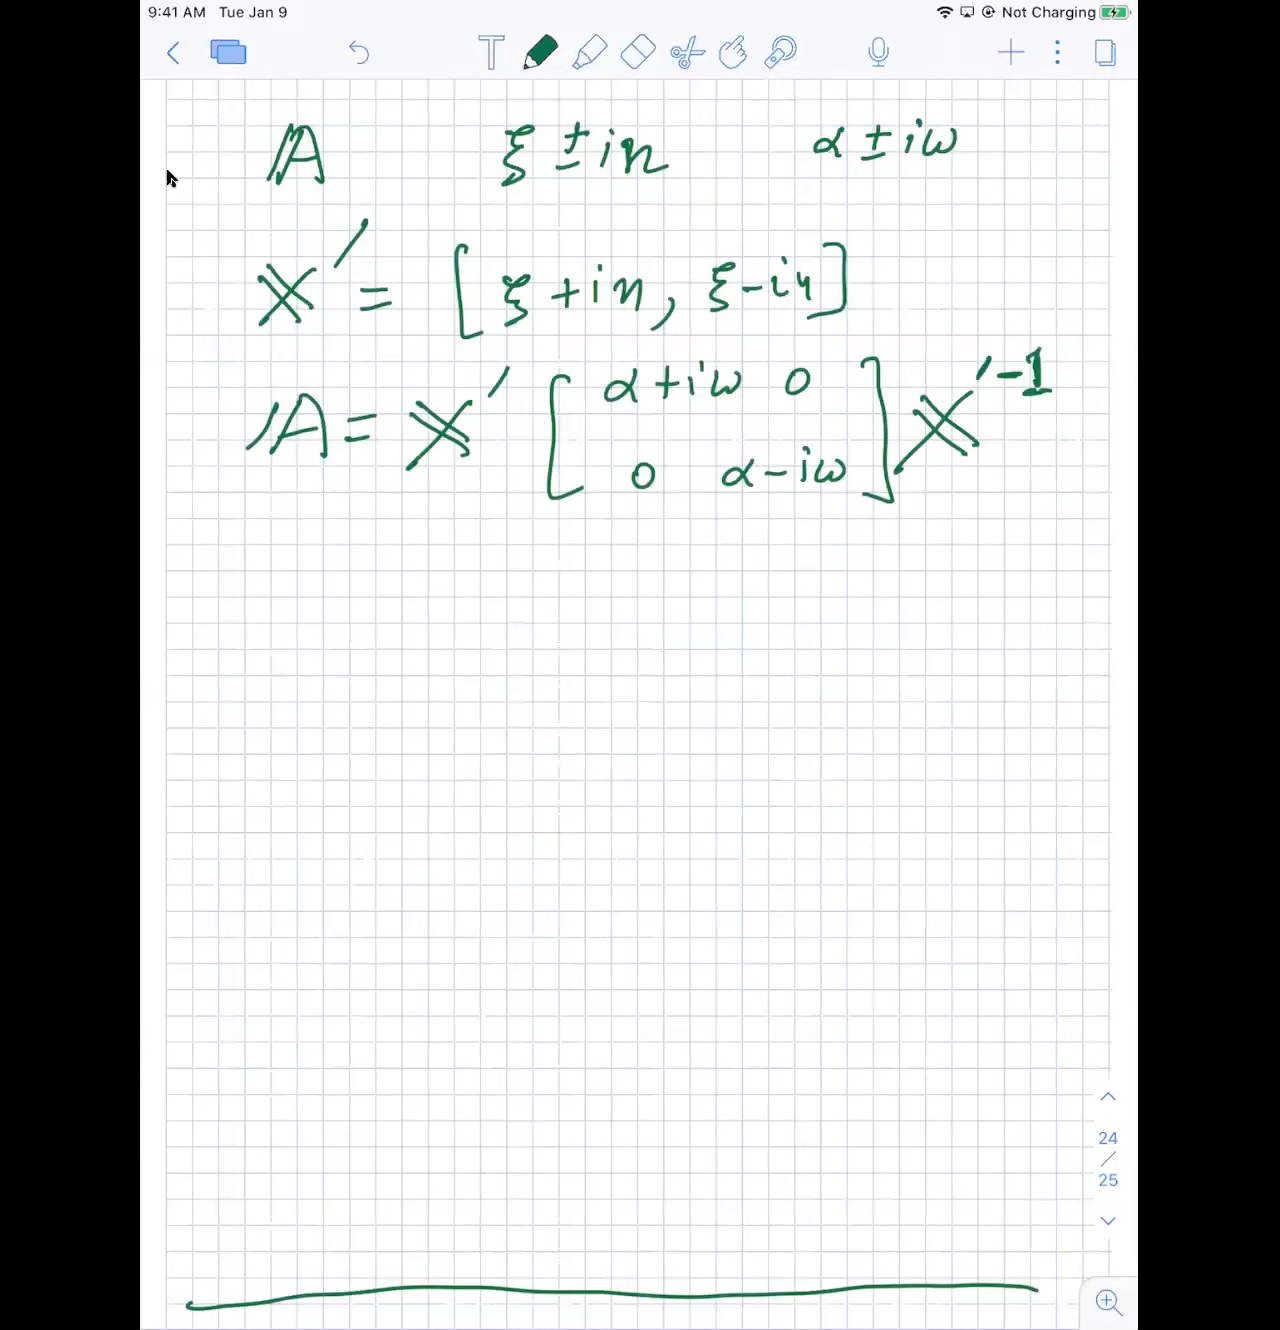 9:41 AM Tue Jan 9 Not Charging
T
𝔸 ξ ± iη α ± iω
𝕏′ = [ ξ + iη, ξ − iη ]
𝔸 = 𝕏′ [ α + iω 0
0 α − iω ] 𝕏′⁻¹
24
/
25